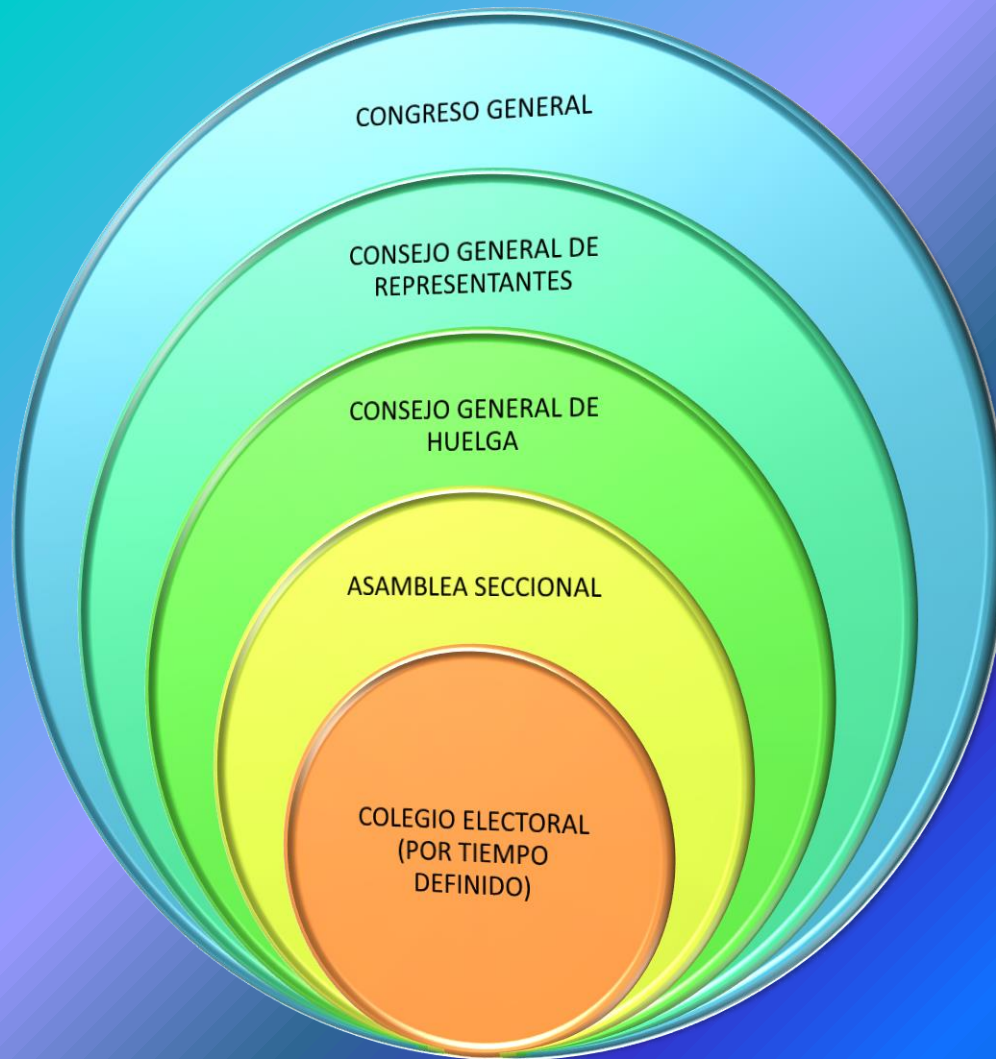 CONGRESO GENERAL
CONSEJO GENERAL DE
REPRESENTANTES
CONSEJO GENERAL DE
HUELGA
ASAMBLEA SECCIONAL
COLEGIO ELECTORAL
(POR TIEMPO
DEFINIDO)